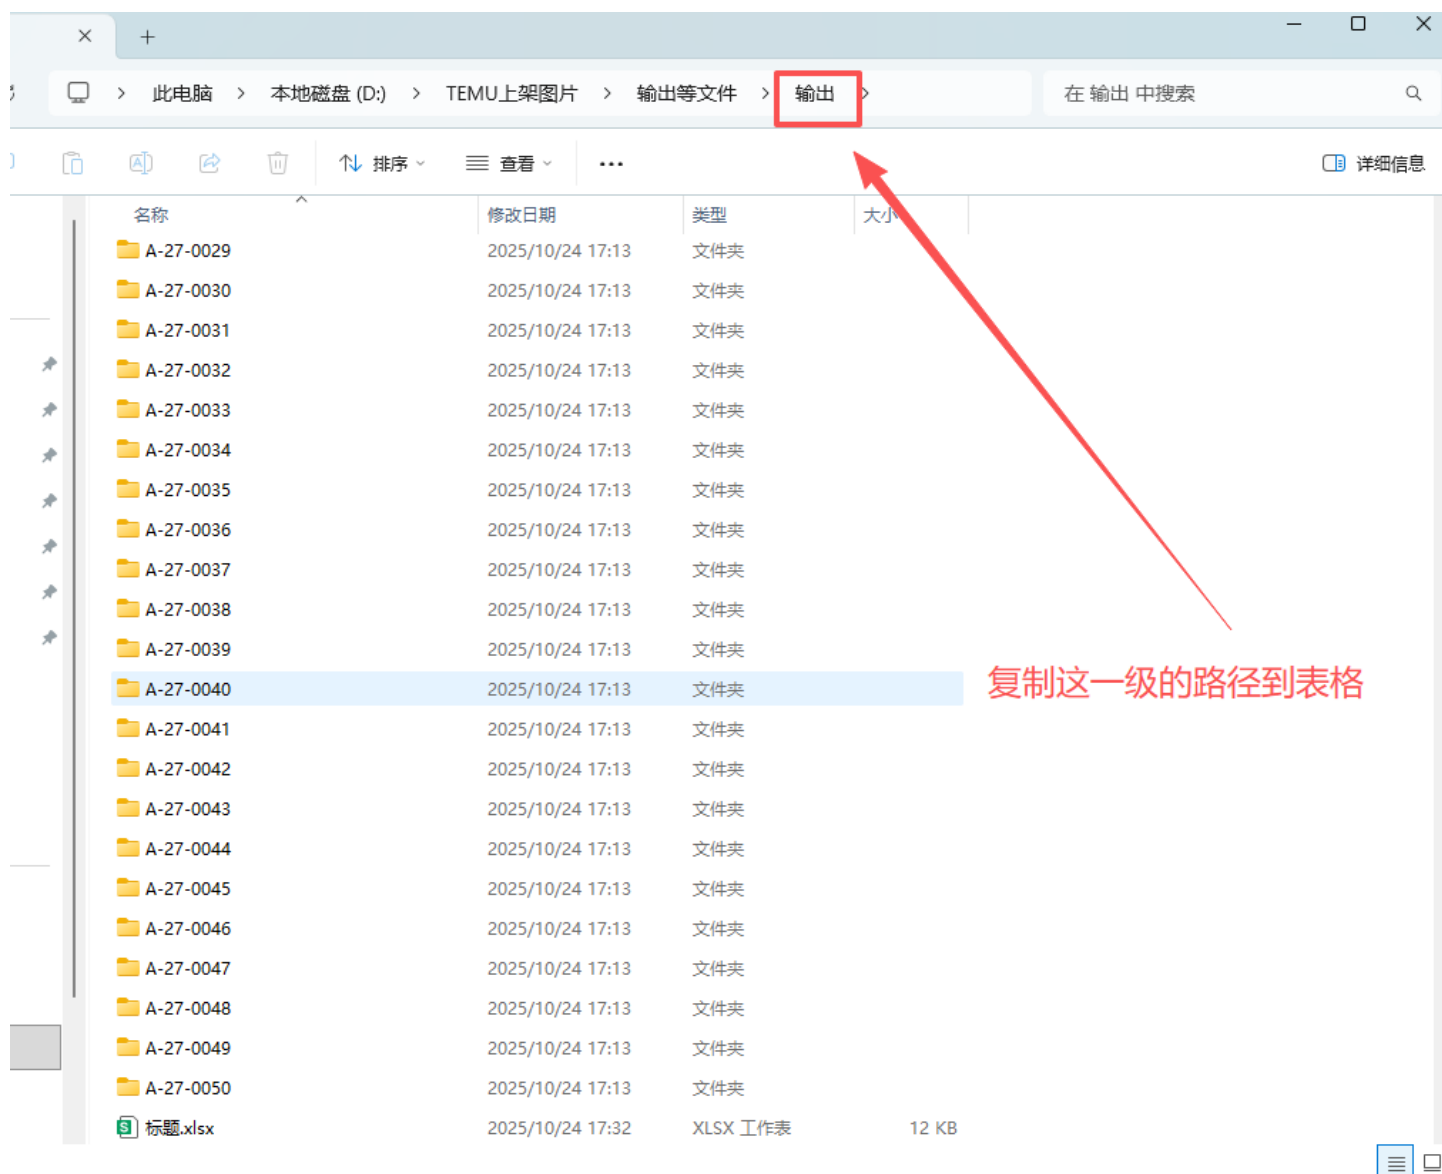 此电脑 > 本地磁盘 (D:) > TEMU上架图片 > 输出等文件 > 输出 >
在 输出 中搜索
排序 查看 ... 详细信息
名称 修改日期 类型 大小
A-27-0029 2025/10/24 17:13 文件夹
A-27-0030 2025/10/24 17:13 文件夹
A-27-0031 2025/10/24 17:13 文件夹
A-27-0032 2025/10/24 17:13 文件夹
A-27-0033 2025/10/24 17:13 文件夹
A-27-0034 2025/10/24 17:13 文件夹
A-27-0035 2025/10/24 17:13 文件夹
A-27-0036 2025/10/24 17:13 文件夹
A-27-0037 2025/10/24 17:13 文件夹
A-27-0038 2025/10/24 17:13 文件夹
A-27-0039 2025/10/24 17:13 文件夹
A-27-0040 2025/10/24 17:13 文件夹
复制这一级的路径到表格
A-27-0041 2025/10/24 17:13 文件夹
A-27-0042 2025/10/24 17:13 文件夹
A-27-0043 2025/10/24 17:13 文件夹
A-27-0044 2025/10/24 17:13 文件夹
A-27-0045 2025/10/24 17:13 文件夹
A-27-0046 2025/10/24 17:13 文件夹
A-27-0047 2025/10/24 17:13 文件夹
A-27-0048 2025/10/24 17:13 文件夹
A-27-0049 2025/10/24 17:13 文件夹
A-27-0050 2025/10/24 17:13 文件夹
标题.xlsx 2025/10/24 17:32 XLSX 工作表 12 KB